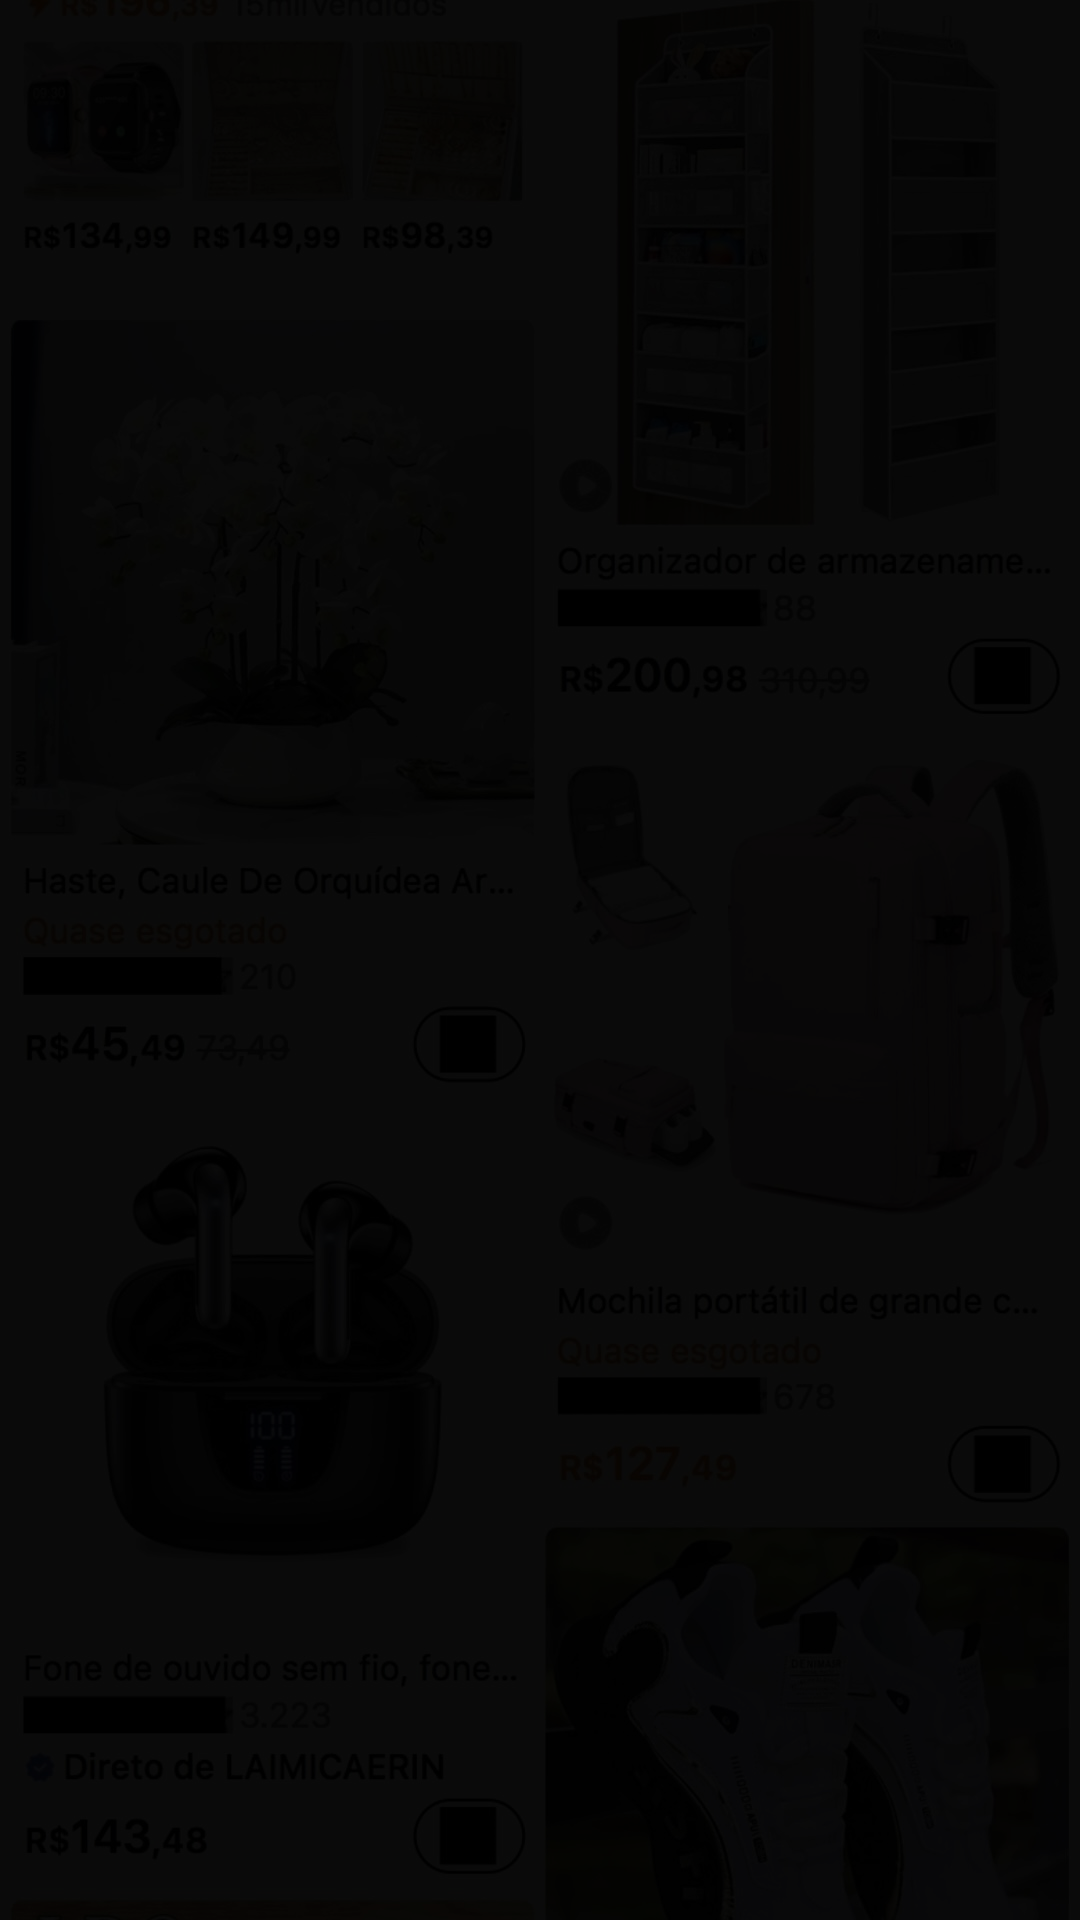 R$196,39 15mil vendidos
R$134,99 R$149,99 R$98,39
Haste, Caule De Orquídea Ar...
Quase esgotado
210
R$45,49 73,49
100
Fone de ouvido sem fio, fone...
3.223
Direto de LAIMICAERIN
R$143,48
Organizador de armazename...
88
R$200,98 310,99
Mochila portátil de grande c...
Quase esgotado
678
R$127,49